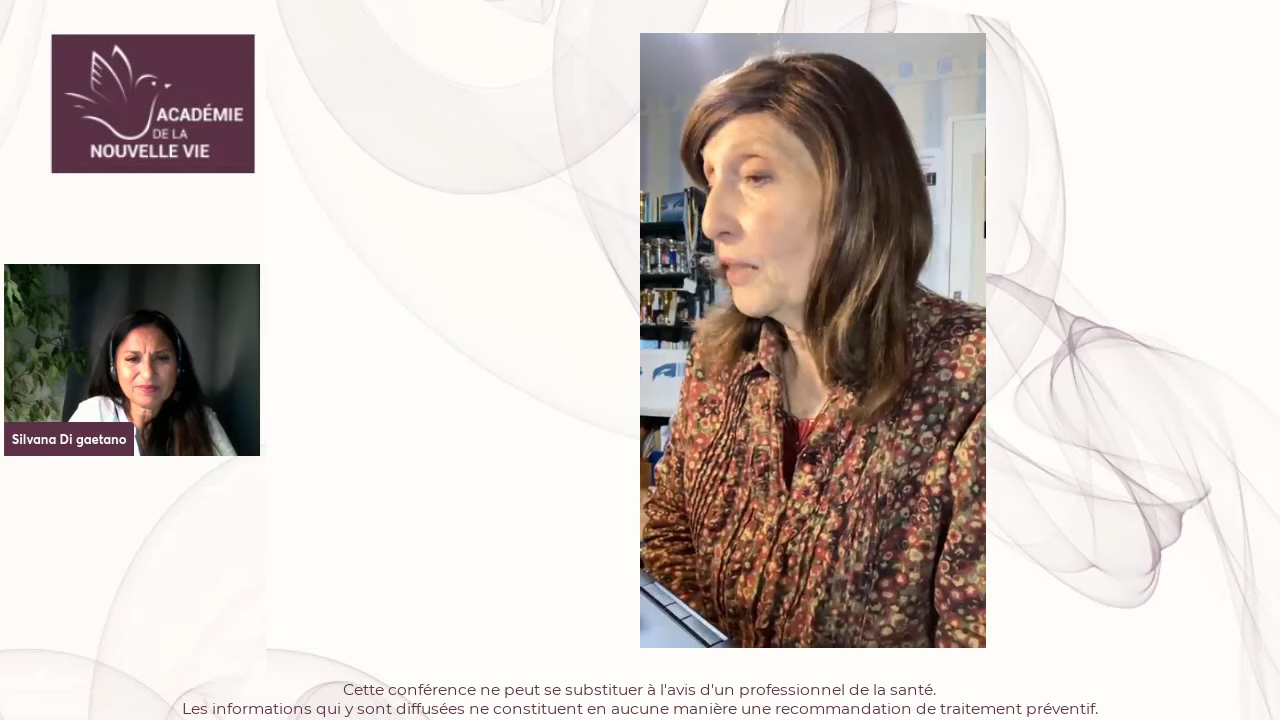 ACADÉMIE
DE LA
NOUVELLE VIE
Silvana Di gaetano
Cette conférence ne peut se substituer à l'avis d'un professionnel de la santé.
Les informations qui y sont diffusées ne constituent en aucune manière une recommandation de traitement préventif.